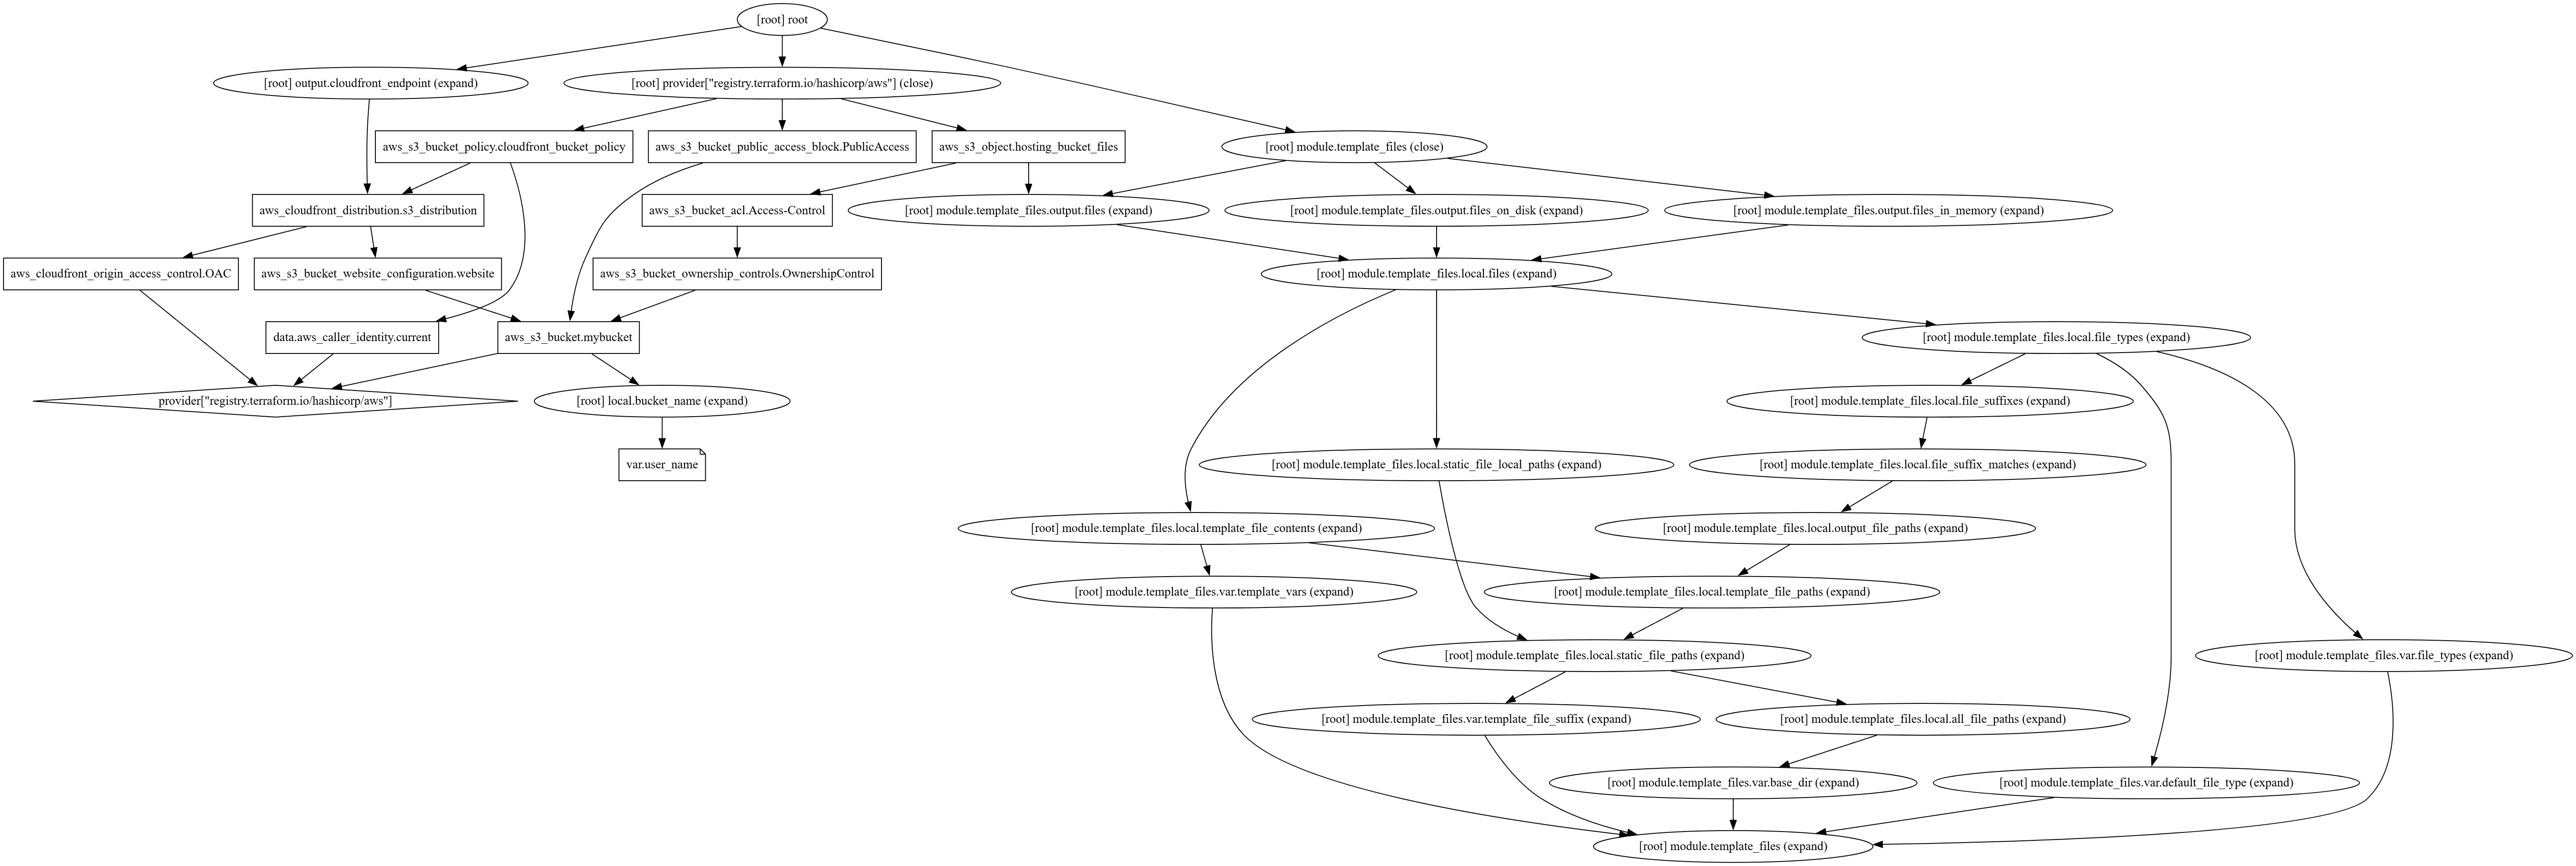 [root] root
[root] output.cloudfront_endpoint (expand)
[root] provider["registry.terraform.io/hashicorp/aws"] (close)
aws_s3_bucket_policy.cloudfront_bucket_policy
aws_s3_bucket_public_access_block.PublicAccess
aws_s3_object.hosting_bucket_files
[root] module.template_files (close)
aws_cloudfront_distribution.s3_distribution
aws_s3_bucket_acl.Access-Control
[root] module.template_files.output.files (expand)
[root] module.template_files.output.files_on_disk (expand)
[root] module.template_files.output.files_in_memory (expand)
aws_cloudfront_origin_access_control.OAC
aws_s3_bucket_website_configuration.website
aws_s3_bucket_ownership_controls.OwnershipControl
[root] module.template_files.local.files (expand)
data.aws_caller_identity.current
aws_s3_bucket.mybucket
[root] module.template_files.local.file_types (expand)
provider["registry.terraform.io/hashicorp/aws"]
[root] local.bucket_name (expand)
[root] module.template_files.local.file_suffixes (expand)
var.user_name
[root] module.template_files.local.static_file_local_paths (expand)
[root] module.template_files.local.file_suffix_matches (expand)
[root] module.template_files.local.template_file_contents (expand)
[root] module.template_files.local.output_file_paths (expand)
[root] module.template_files.var.template_vars (expand)
[root] module.template_files.local.template_file_paths (expand)
[root] module.template_files.local.static_file_paths (expand)
[root] module.template_files.var.file_types (expand)
[root] module.template_files.var.template_file_suffix (expand)
[root] module.template_files.local.all_file_paths (expand)
[root] module.template_files.var.base_dir (expand)
[root] module.template_files.var.default_file_type (expand)
[root] module.template_files (expand)